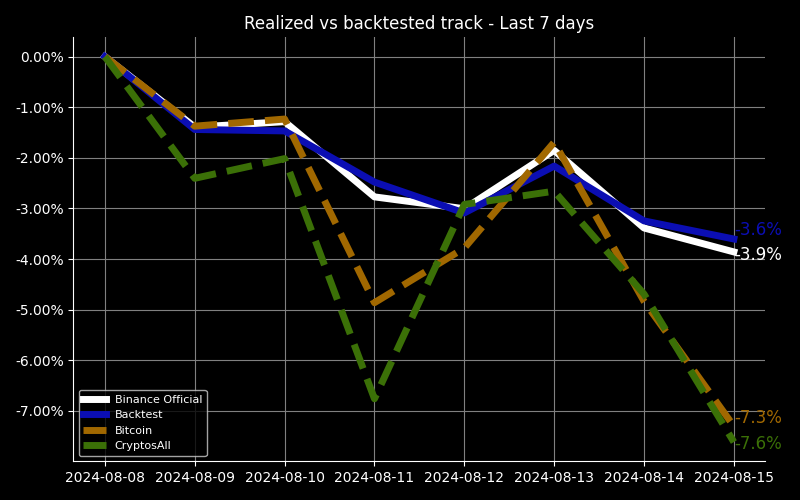 Realized vs backtested track - Last 7 days
0.00%
-1.00%
-2.00%
-3.00%
-4.00%
-5.00%
-6.00%
-7.00%
-3.6%
-3.9%
-7.3%
-7.6%
Binance Official
Backtest
Bitcoin
CryptosAll
2024-08-08 2024-08-09 2024-08-10 2024-08-11 2024-08-12 2024-08-13 2024-08-14 2024-08-15